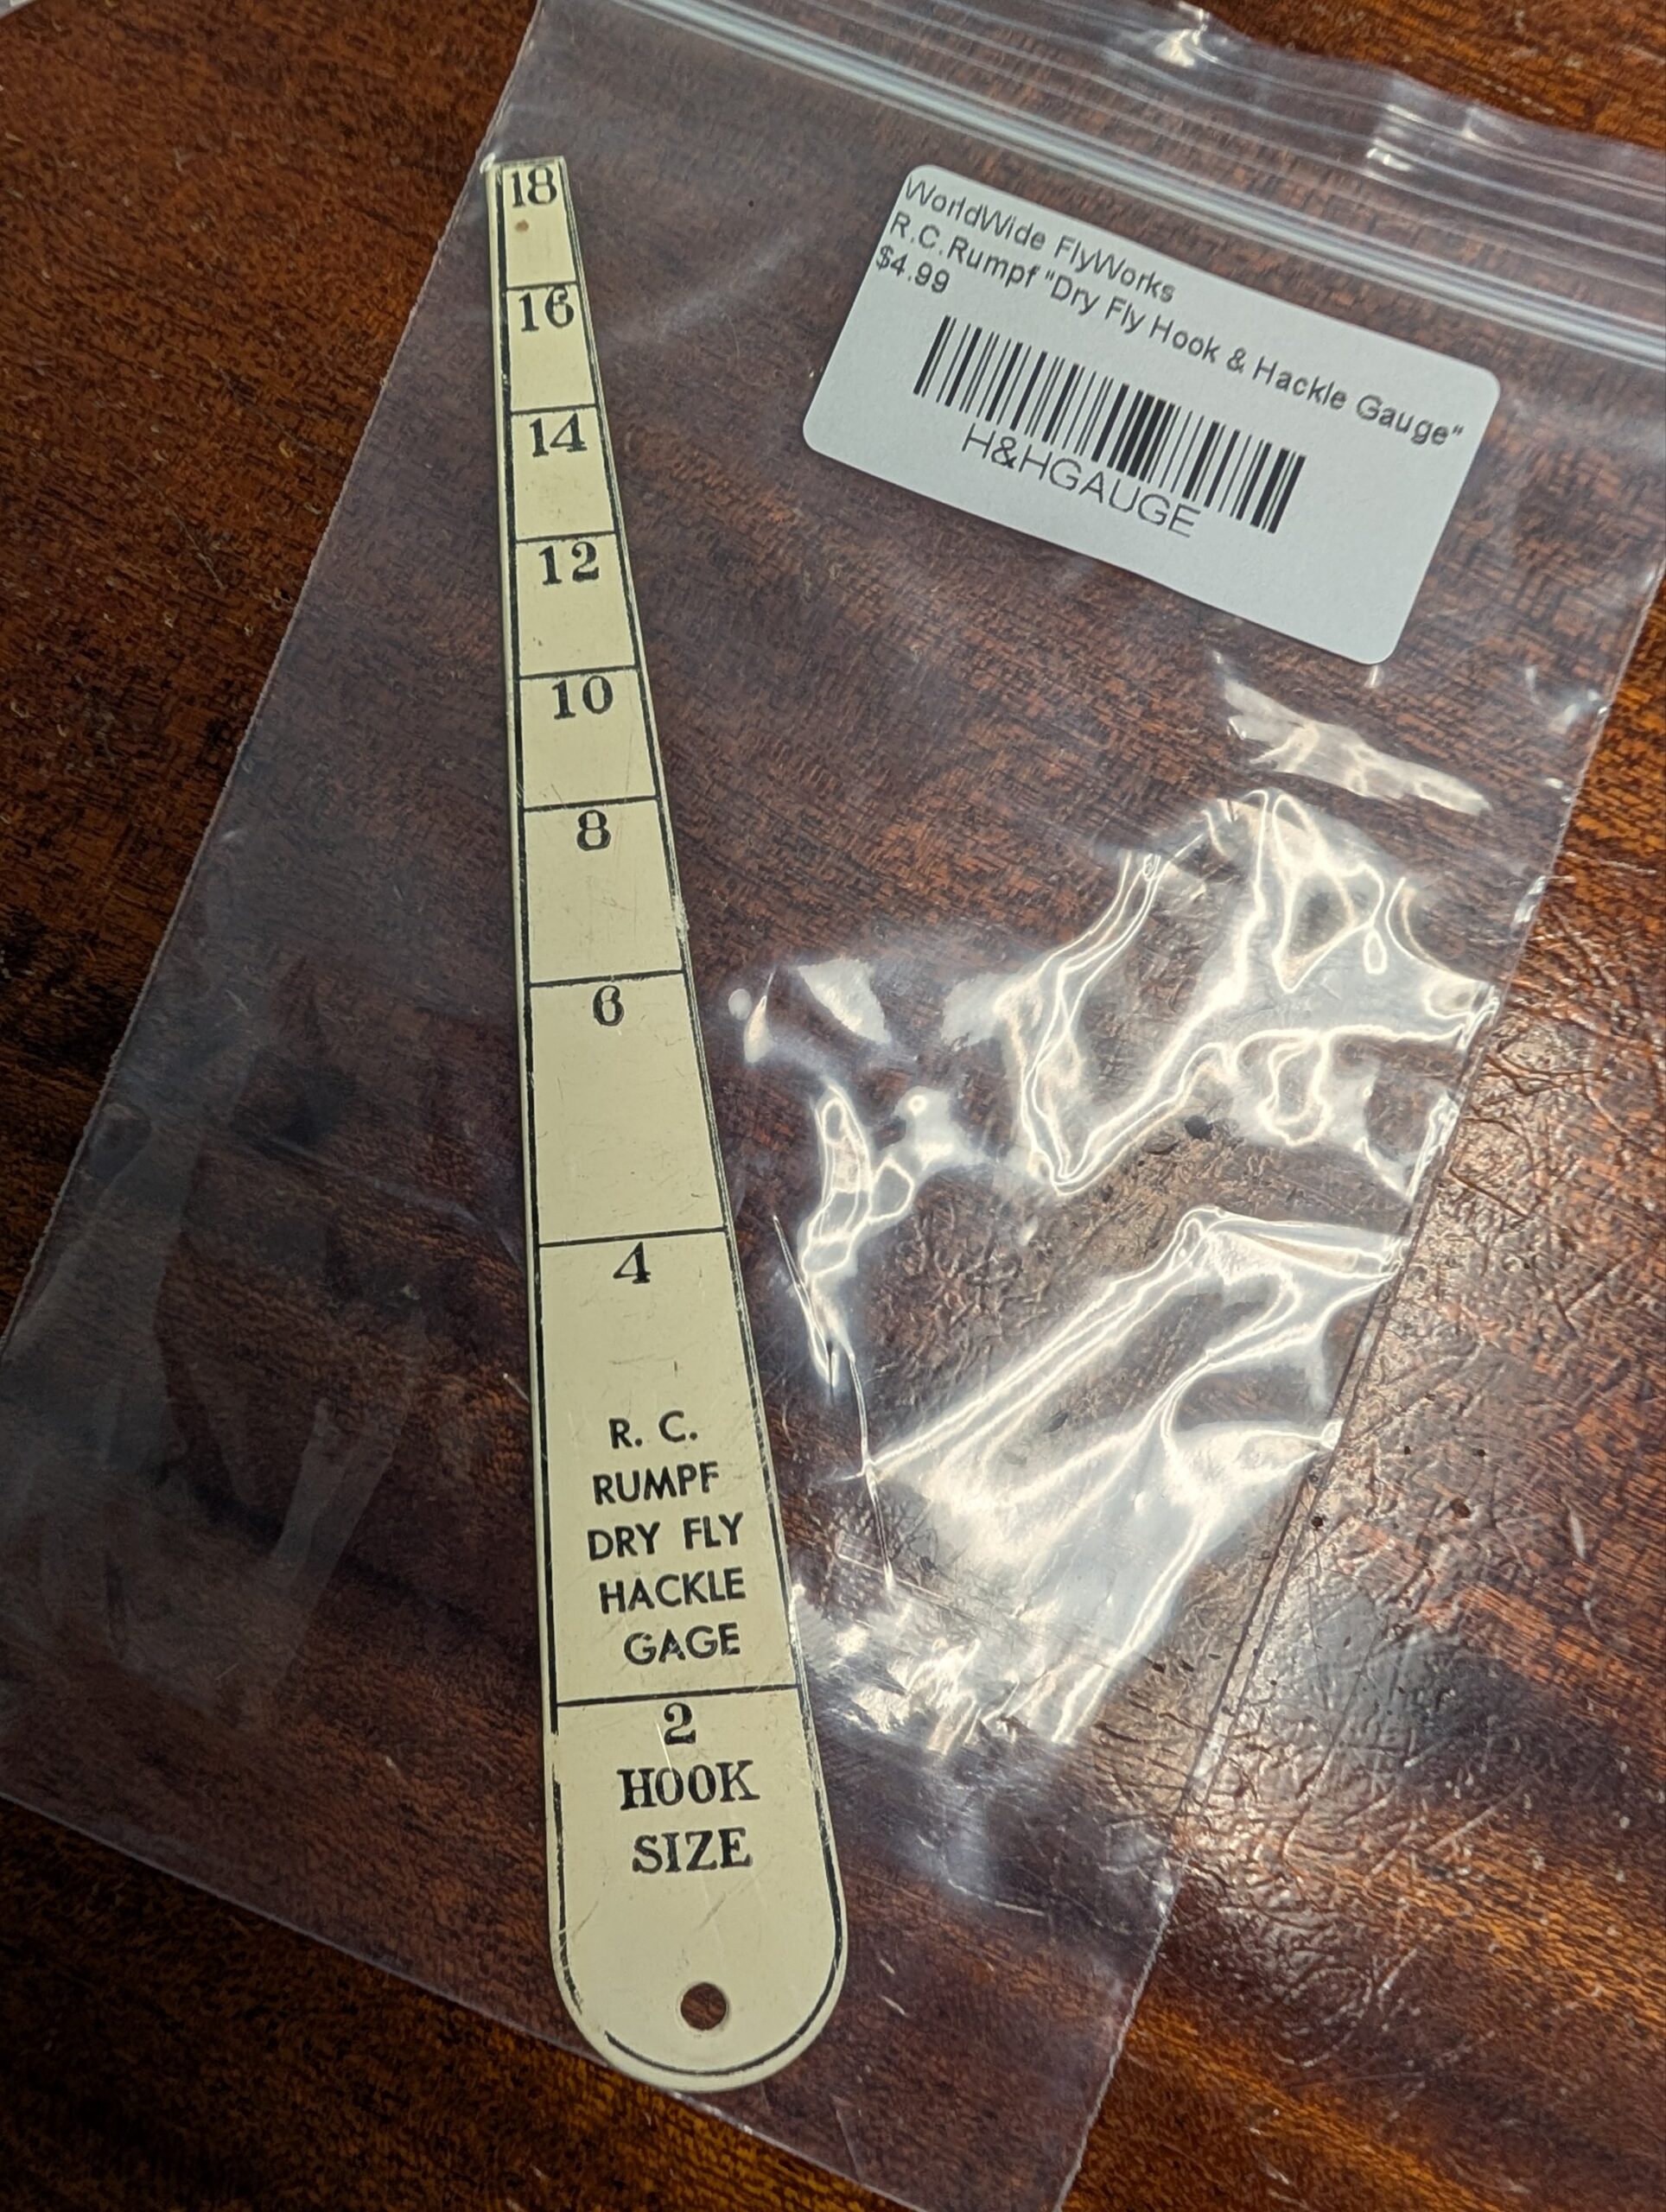 18
16
14
12
10
8
6
4
R. C.
RUMPF
DRY FLY
HACKLE
GAGE
2
HOOK
SIZE
WorldWide FlyWorks
R.C.Rumpf "Dry Fly Hook & Hackle Gauge"
$4.99
H&HGAUGE